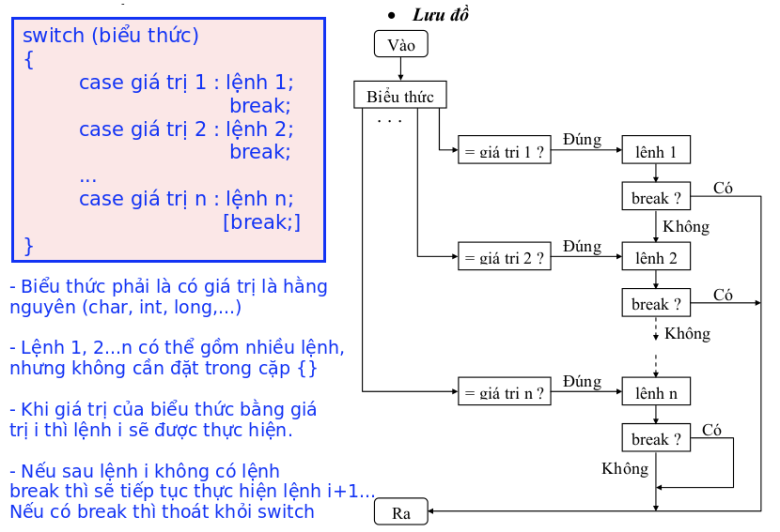 switch (biểu thức)
{
case giá trị 1 : lệnh 1;
break;
case giá trị 2 : lệnh 2;
break;
...
case giá trị n : lệnh n;
[break;]
}
- Biểu thức phải là có giá trị là hằng
nguyên (char, int, long,...)
- Lệnh 1, 2...n có thể gồm nhiều lệnh,
nhưng không cần đặt trong cặp {}
- Khi giá trị của biểu thức bằng giá
trị i thì lệnh i sẽ được thực hiện.
- Nếu sau lệnh i không có lệnh
break thì sẽ tiếp tục thực hiện lệnh i+1...
Nếu có break thì thoát khỏi switch
• Lưu đồ
Vào
Biểu thức
. . .
= giá trị 1 ?
Đúng
lệnh 1
break ?
Có
Không
= giá trị 2 ?
Đúng
lệnh 2
break ?
Có
Không
= giá trị n ?
Đúng
lệnh n
break ?
Có
Không
Ra